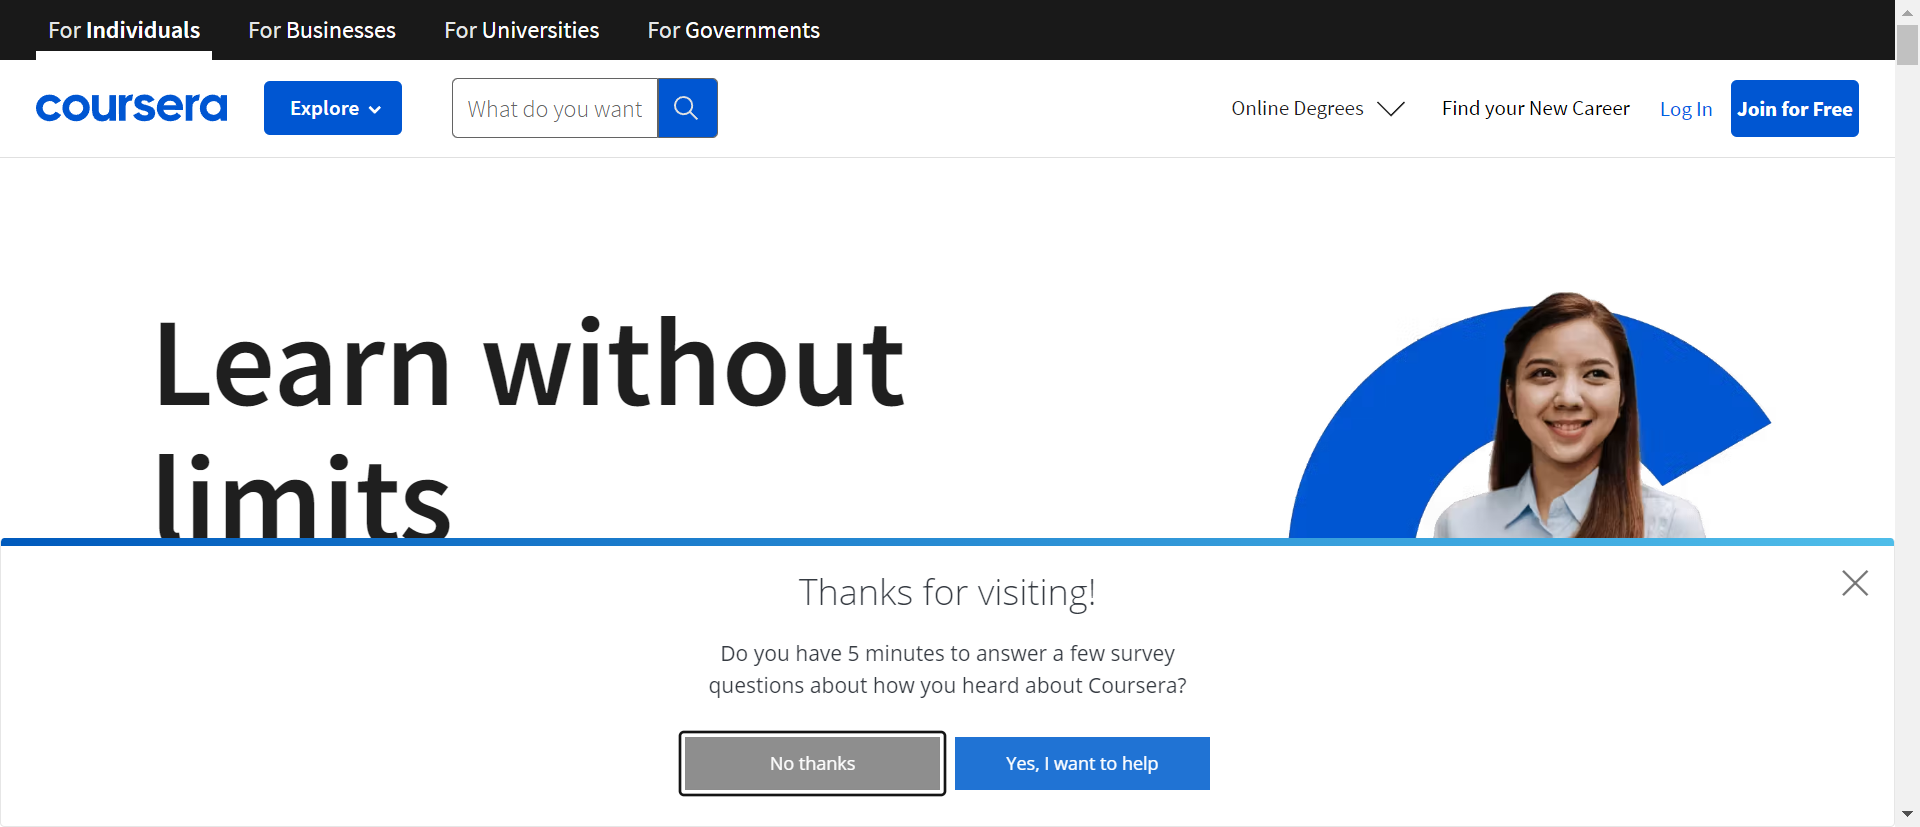 For Individuals
For Businesses
For Universities
For Governments
coursera
Explore
What do you want
Online Degrees
Find your New Career
Log In
Join for Free
Learn without
limits
Thanks for visiting!
Do you have 5 minutes to answer a few survey
questions about how you heard about Coursera?
No thanks
Yes, I want to help